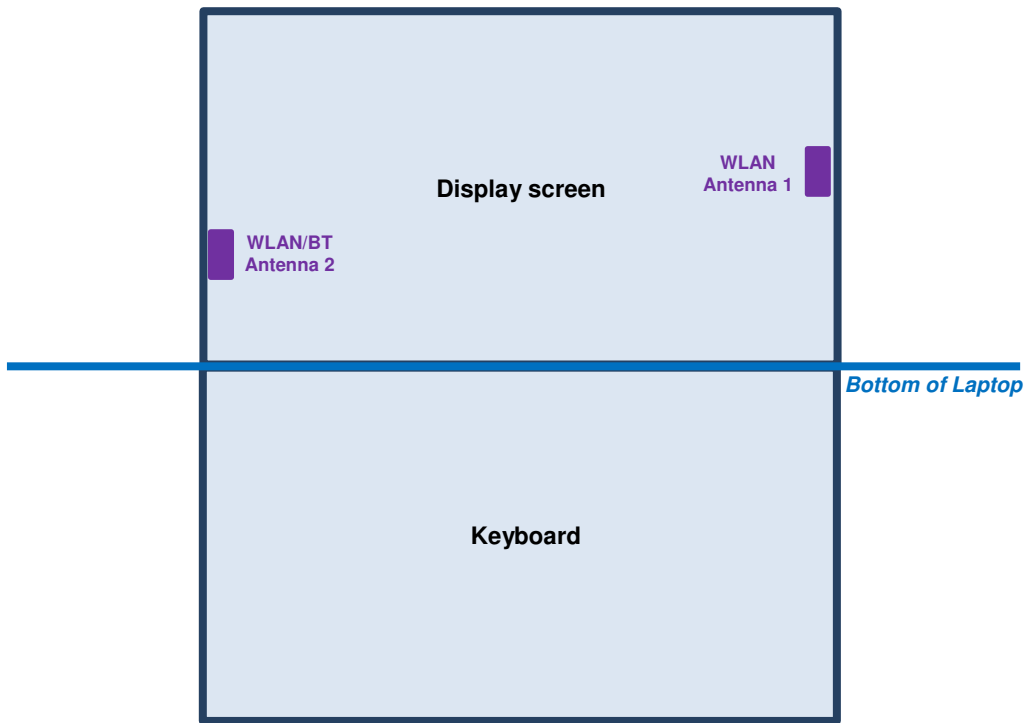 WLAN
Antenna 1
Display screen
WLAN/BT
Antenna 2
Bottom of Laptop
Keyboard